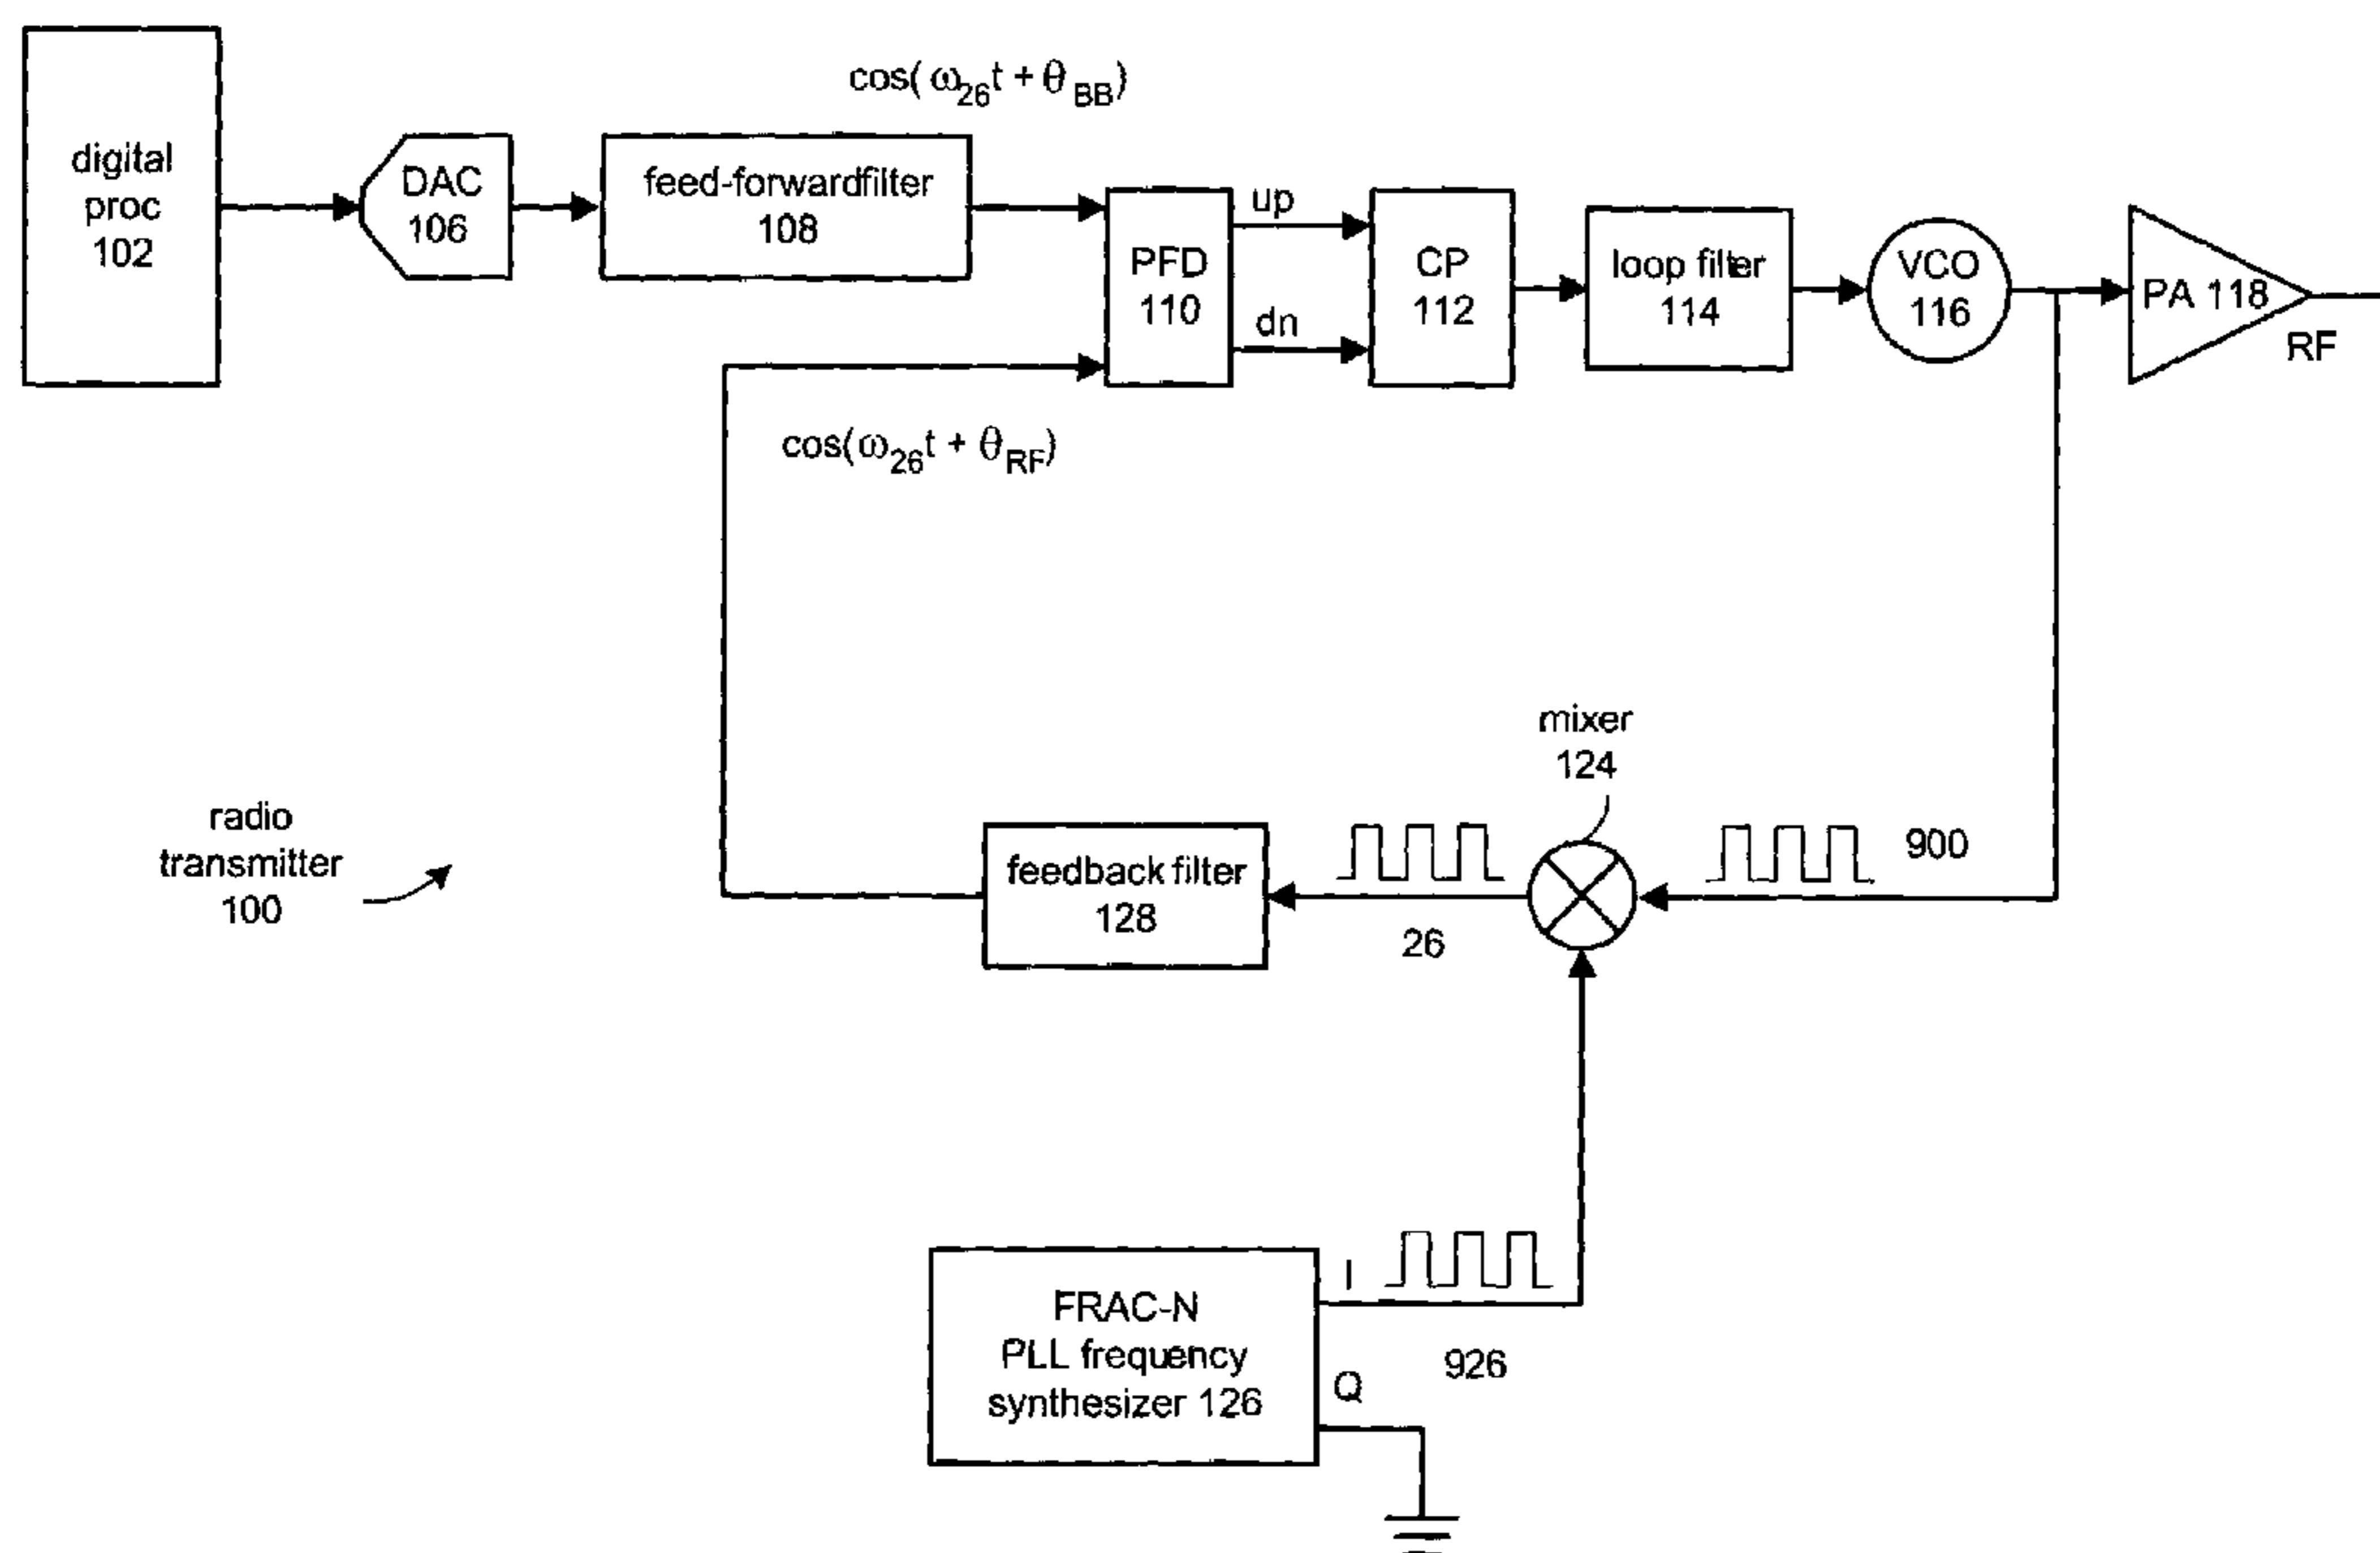 digital
proc
102
DAC
106
cos( ω26t + θBB)
feed-forwardfilter
108
PFD
110
up
dn
CP
112
loop filter
114
VCO
116
PA 118
RF
cos(ω26t + θRF)
mixer
124
radio
transmitter
100
feedback filter
128
26
900
FRAC-N
PLL frequency
synthesizer 126
I
926
Q